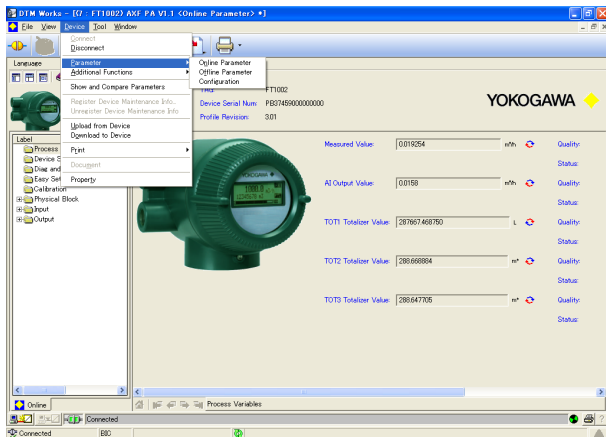 DTM Works - [(7 : FT1002) AXF PA V1.1 <Online Parameter> *]
File View Device Tool Window
Connect
Disconnect
Parameter
Additional Functions
Show and Compare Parameters
Register Device Maintenance Info..
Unregister Device Maintenance Info
Upload from Device
Download to Device
Print
Document
Property
Online Parameter
Offline Parameter
Configuration
Language
TAG: FT1002
Device Serial Num: PB37459000000000
Profile Revision: 3.01
YOKOGAWA
Label
Process
Device S
Diag and
Easy Set
Calibration
Physical Block
Input
Output
YOKOGAWA
Measured Value: 0.019254 m³/h Quality:
Status:
AI Output Value: 0.0158 m³/h Quality:
Status:
TOT1 Totalizer Value: 287667.468750 L Quality:
Status:
TOT2 Totalizer Value: 288.668884 m³ Quality:
Status:
TOT3 Totalizer Value: 288.647705 m³ Quality:
Status:
Online
Process Variables
Connected
Connected EDC